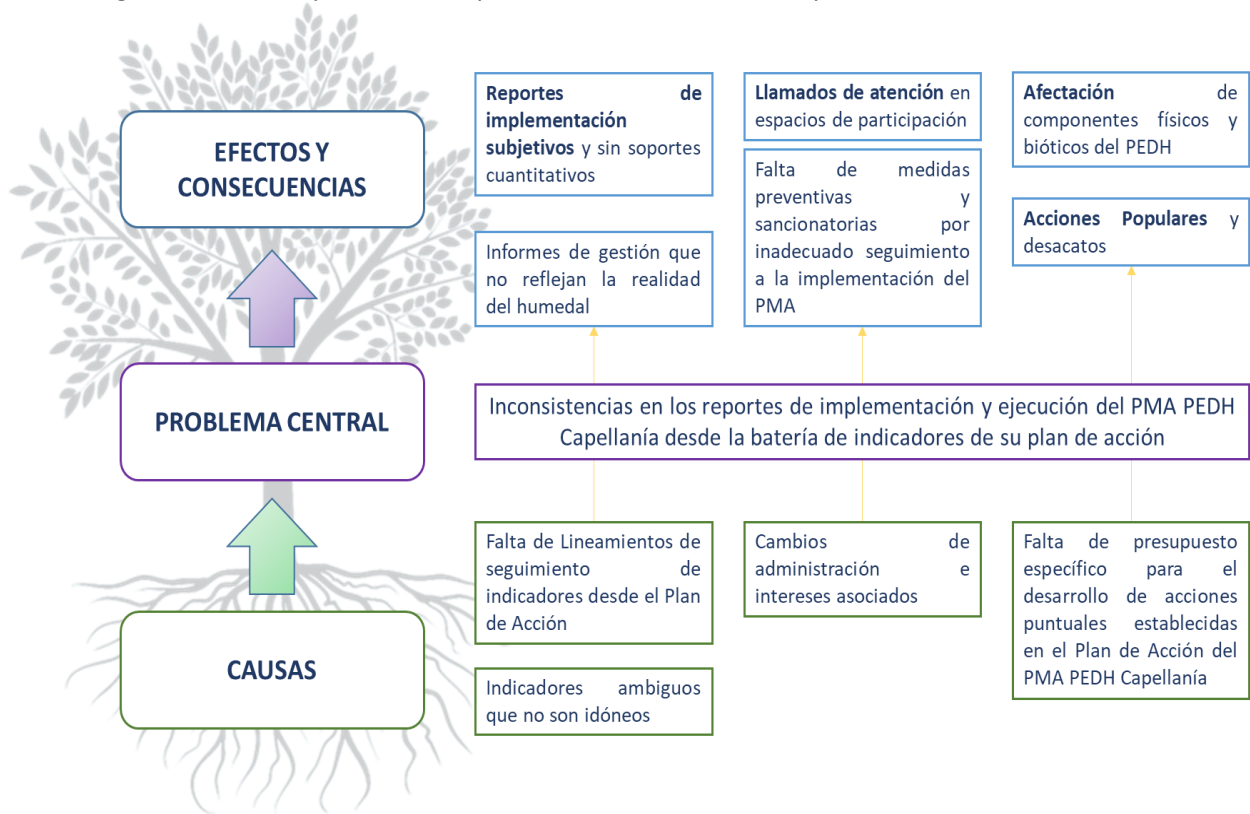 EFECTOS Y
CONSECUENCIAS
Reportes de
implementación
subjetivos y sin soportes
cuantitativos
Informes de gestión que
no reflejan la realidad
del humedal
Llamados de atención en
espacios de participación
Falta de medidas
preventivas y
sancionatorias por
inadecuado seguimiento
a la implementación del
PMA
Afectación de
componentes físicos y
bióticos del PEDH
Acciones Populares y
desacatos
PROBLEMA CENTRAL
Inconsistencias en los reportes de implementación y ejecución del PMA PEDH
Capellanía desde la batería de indicadores de su plan de acción
CAUSAS
Falta de Lineamientos de
seguimiento de
indicadores desde el Plan
de Acción
Indicadores ambiguos
que no son idóneos
Cambios de
administración e
intereses asociados
Falta de presupuesto
específico para el
desarrollo de acciones
puntuales establecidas
en el Plan de Acción del
PMA PEDH Capellanía